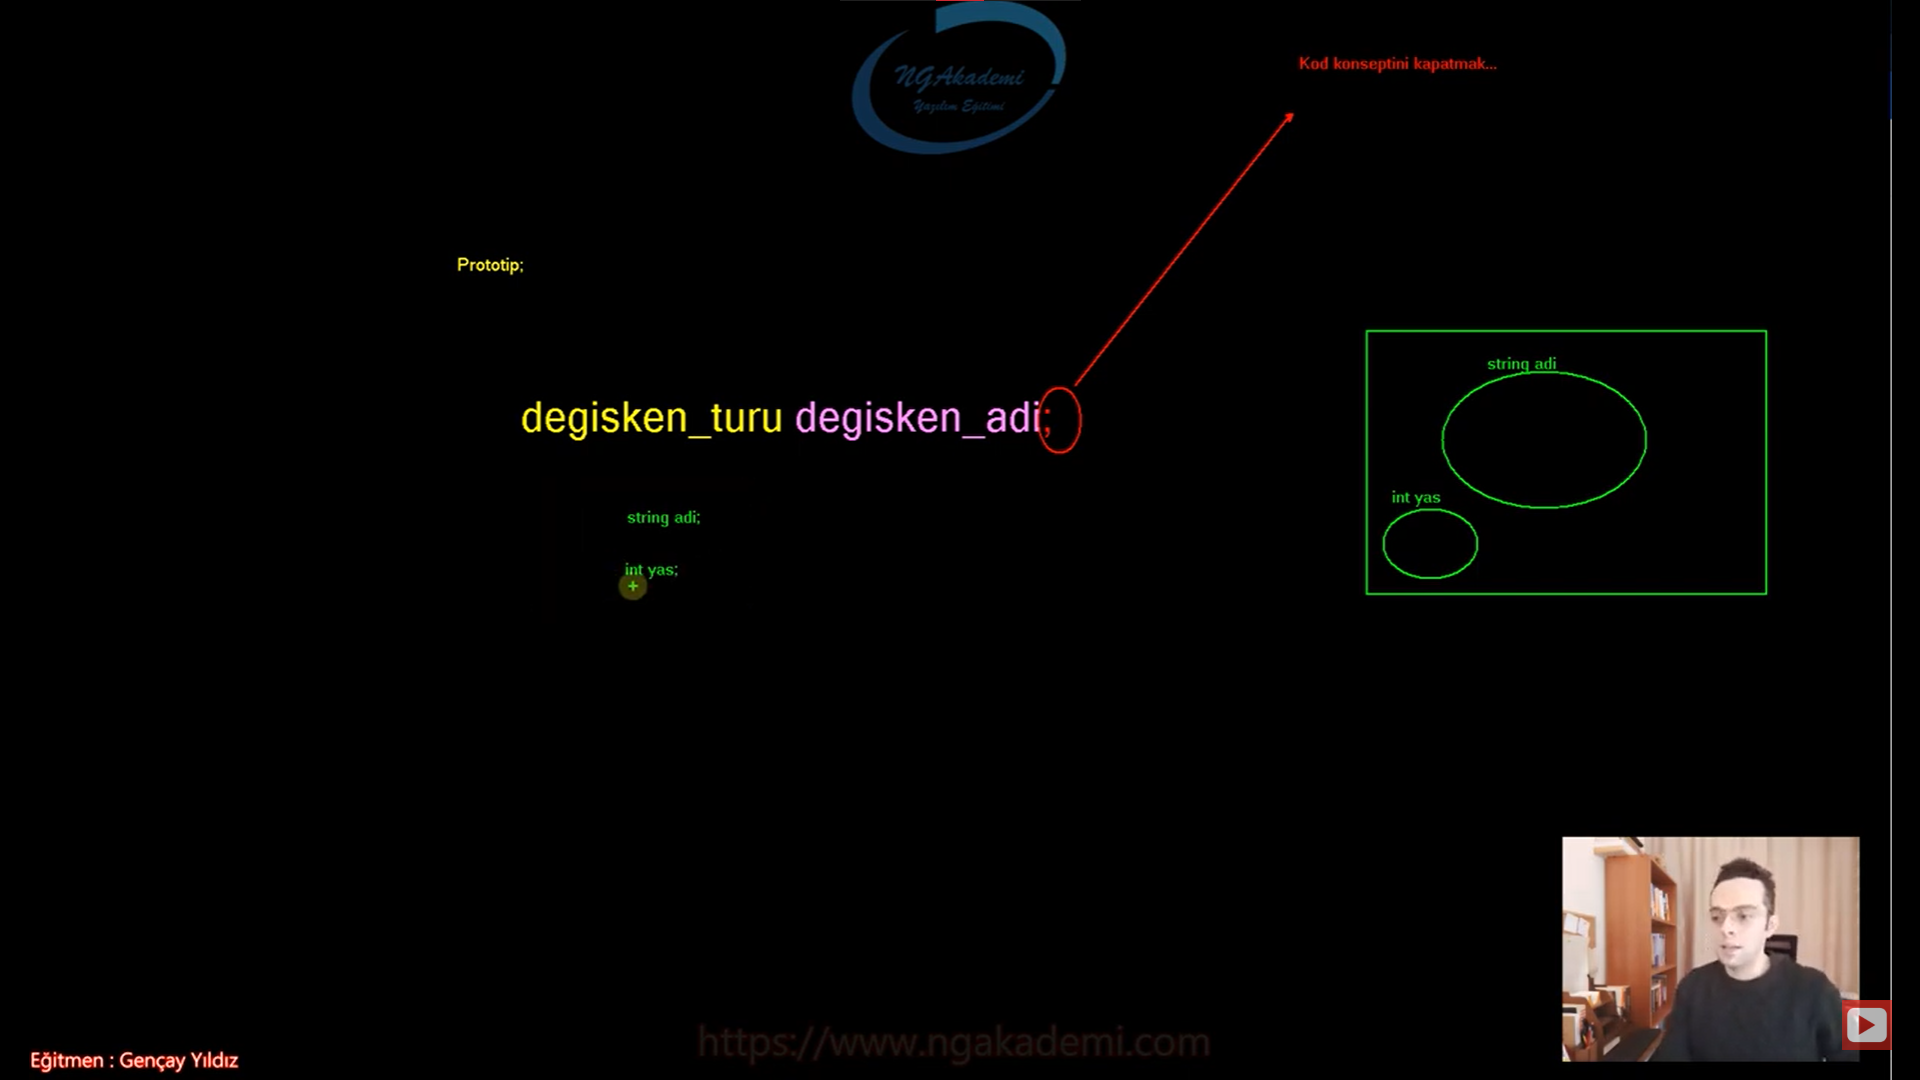 NGAkademi
Yazılım Eğitimi
Kod konseptini kapatmak...
Prototip;
degisken_turu degisken_adi;
string adi;
int yas;
string adi
int yas
https://www.ngakademi.com
Eğitmen : Gençay Yıldız